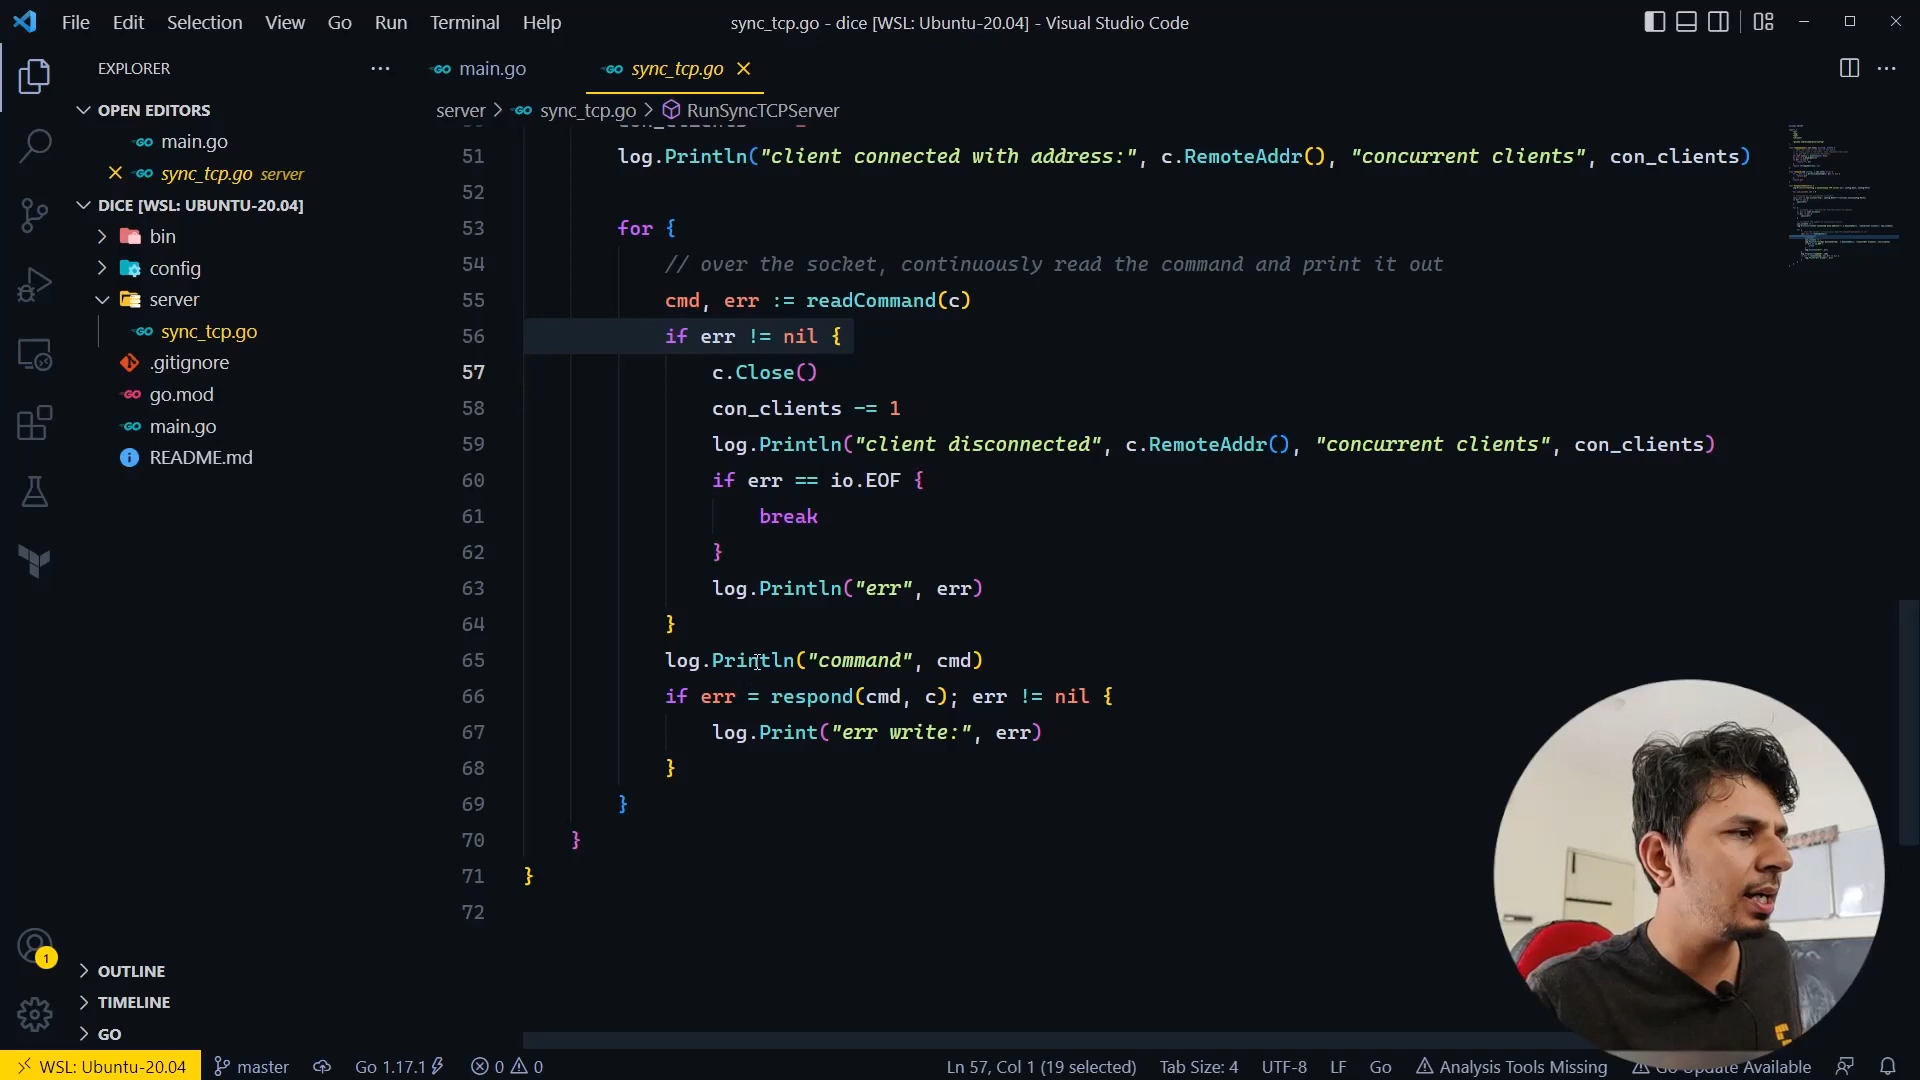 File Edit Selection View Go Run Terminal Help
sync_tcp.go - dice [WSL: Ubuntu-20.04] - Visual Studio Code
EXPLORER
OPEN EDITORS
main.go
sync_tcp.go server
DICE [WSL: UBUNTU-20.04]
bin
config
server
sync_tcp.go
.gitignore
go.mod
main.go
README.md
OUTLINE
TIMELINE
GO
1
main.go
sync_tcp.go
server > sync_tcp.go > RunSyncTCPServer
51 log.Println("client connected with address:", c.RemoteAddr(), "concurrent clients", con_clients)
52
53 for {
54 // over the socket, continuously read the command and print it out
55 cmd, err := readCommand(c)
56 if err != nil {
57 c.Close()
58 con_clients -= 1
59 log.Println("client disconnected", c.RemoteAddr(), "concurrent clients", con_clients)
60 if err == io.EOF {
61 break
62 }
63 log.Println("err", err)
64 }
65 log.Println("command", cmd)
66 if err = respond(cmd, c); err != nil {
67 log.Print("err write:", err)
68 }
69 }
70 }
71 }
72
WSL: Ubuntu-20.04 master Go 1.17.1 0 0 Ln 57, Col 1 (19 selected) Tab Size: 4 UTF-8 LF Go Analysis Tools Missing Go Update Available